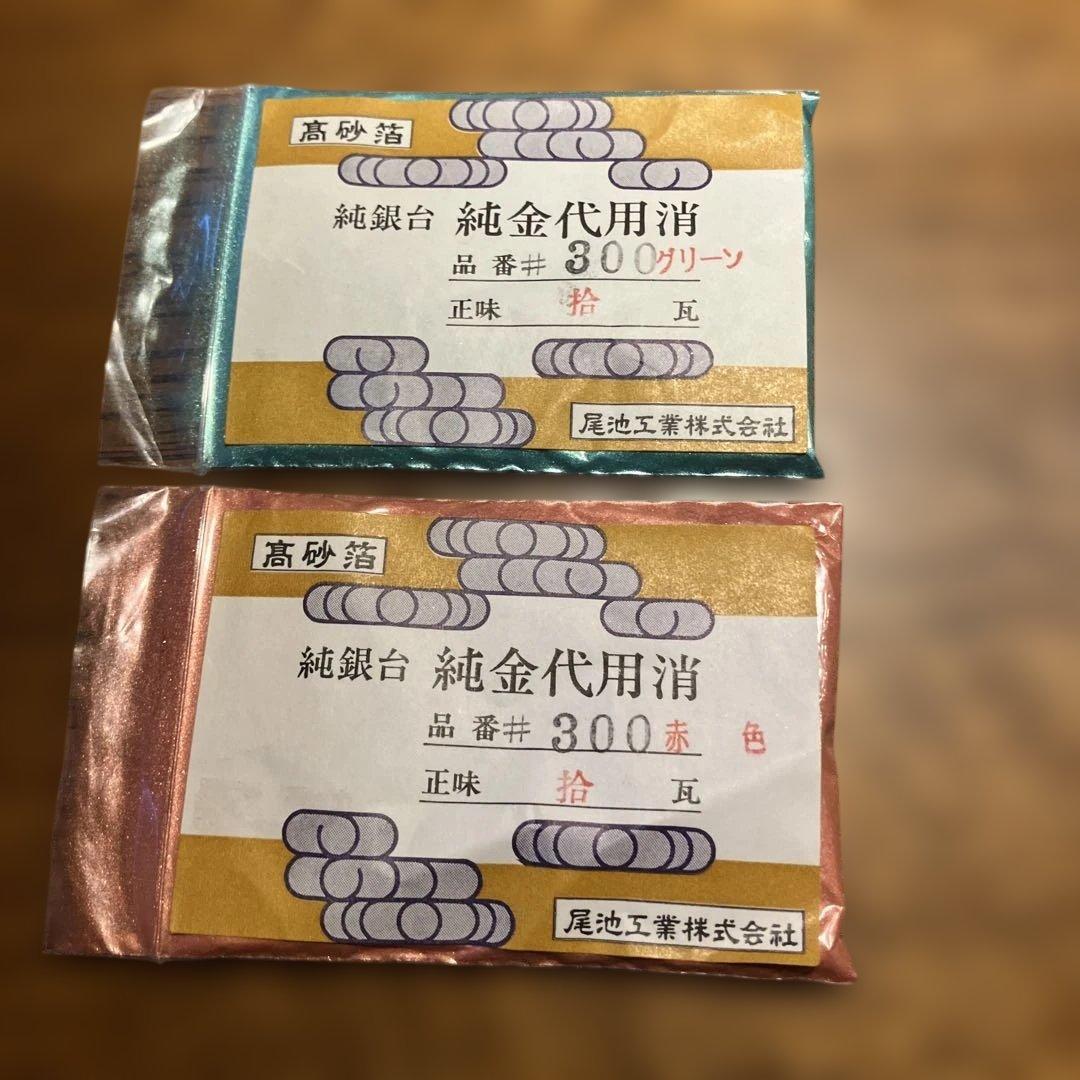 髙砂箔
純銀台 純金代用消
品番# 300グリーン
正味 拾 瓦
尾池工業株式会社
髙砂箔
純銀台 純金代用消
品番# 300赤色
正味 拾 瓦
尾池工業株式会社